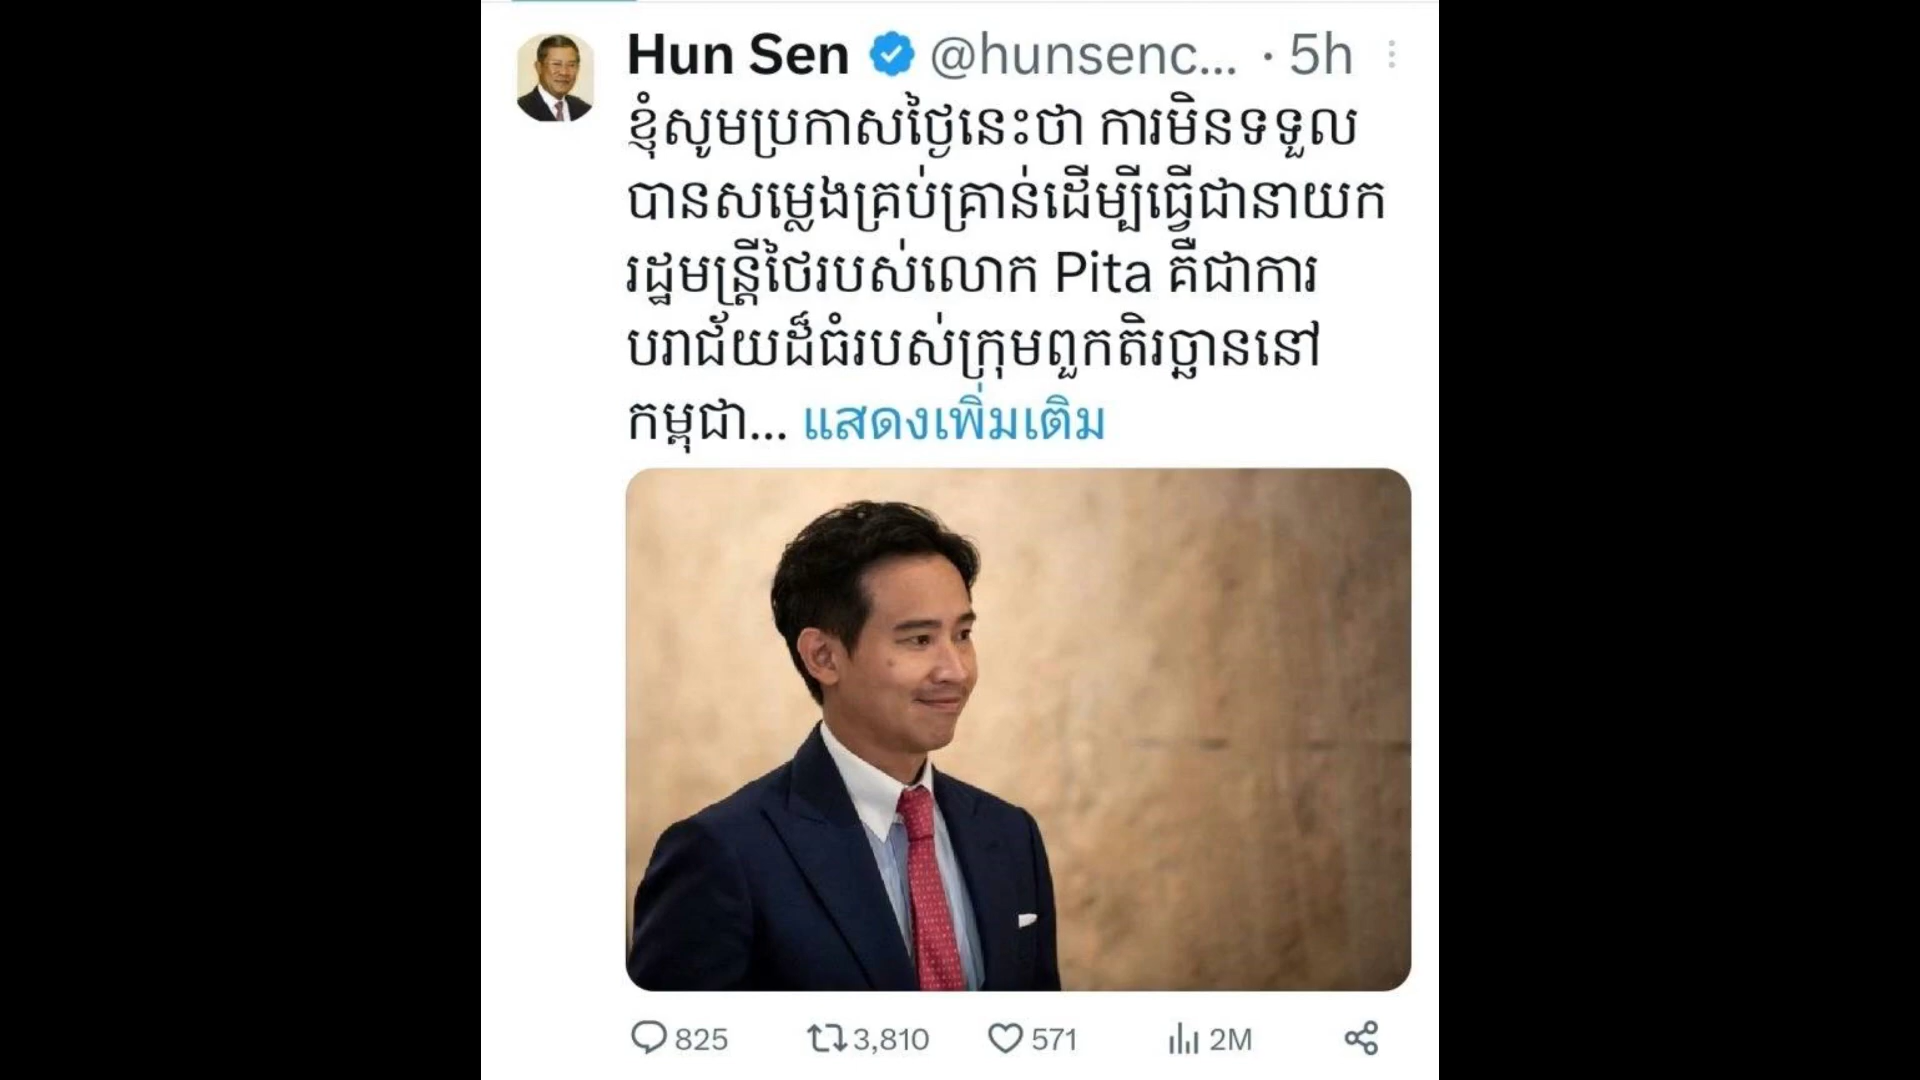 Hun Sen @hunsenc... · 5h
ខ្ញុំសូមប្រកាសថ្ងៃនេះថា ការមិនទទួល
បានសម្លេងគ្រប់គ្រាន់ដើម្បីធ្វើជានាយក
រដ្ឋមន្ត្រីថៃរបស់លោក Pita គឺជាការ
បរាជ័យដ៏ធំរបស់ក្រុមពួកតិរច្ឆាននៅ
កម្ពុជា... แสดงเพิ่มเติม
825 3,810 571 2M